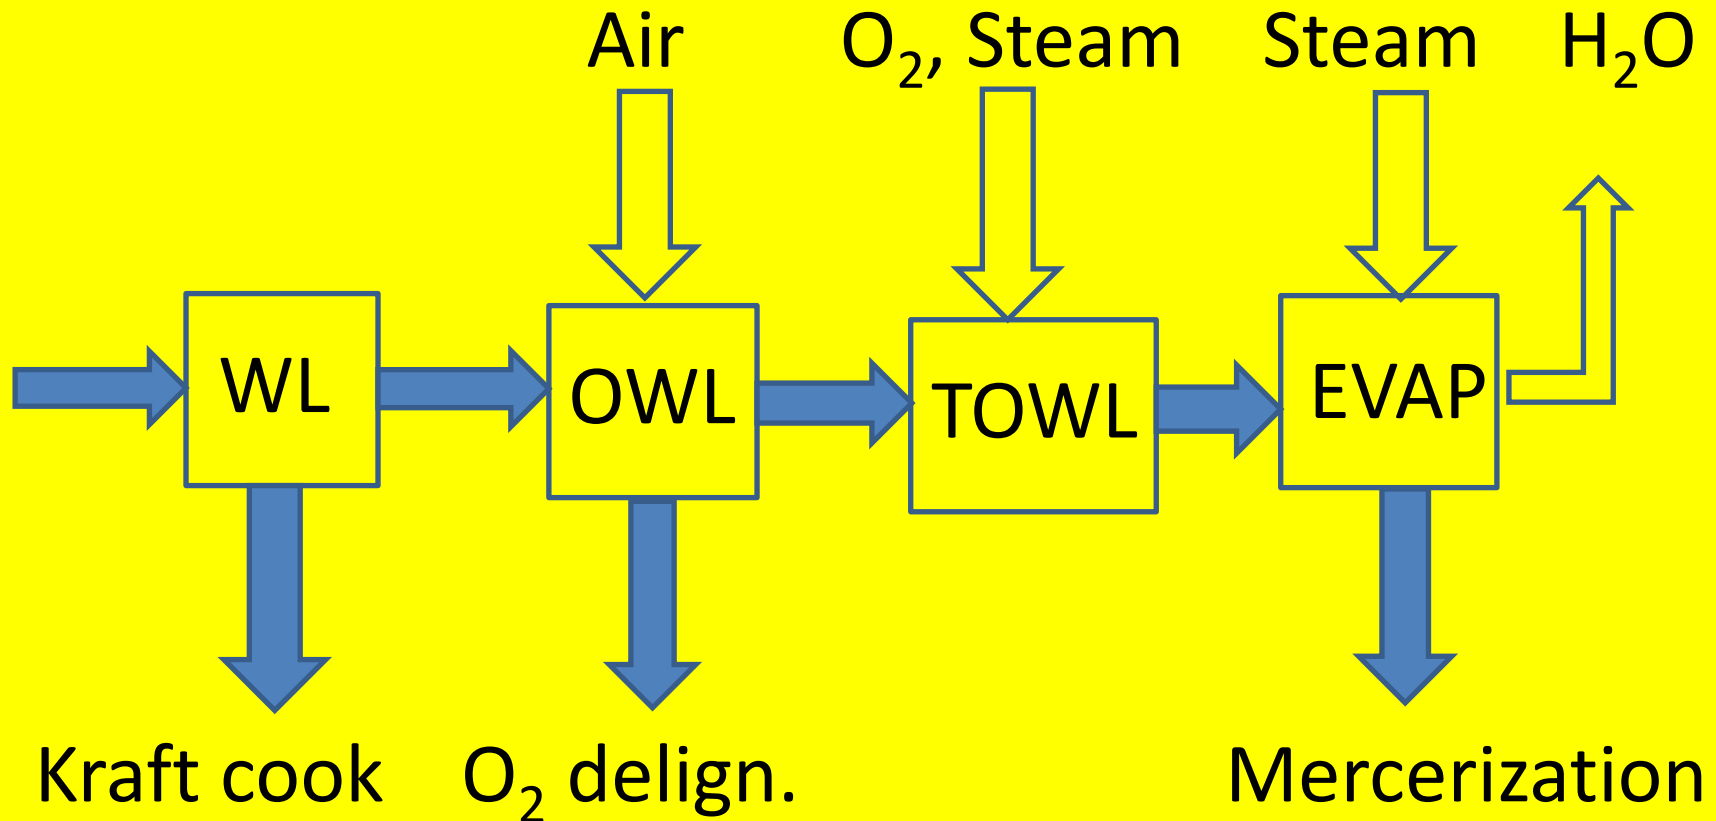 Air O₂, Steam Steam H₂O
WL OWL TOWL EVAP
Kraft cook O₂ delign. Mercerization